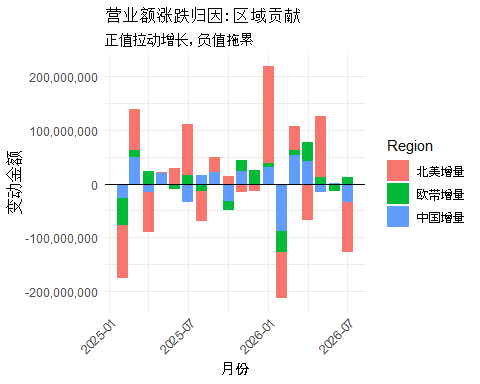 营业额涨跌归因: 区域贡献
正值拉动增长, 负值拖累
变动金额
200,000,000
100,000,000
0
-100,000,000
-200,000,000
2025-01
2025-07
2026-01
2026-07
月份
Region
北美增量
欧带增量
中国增量